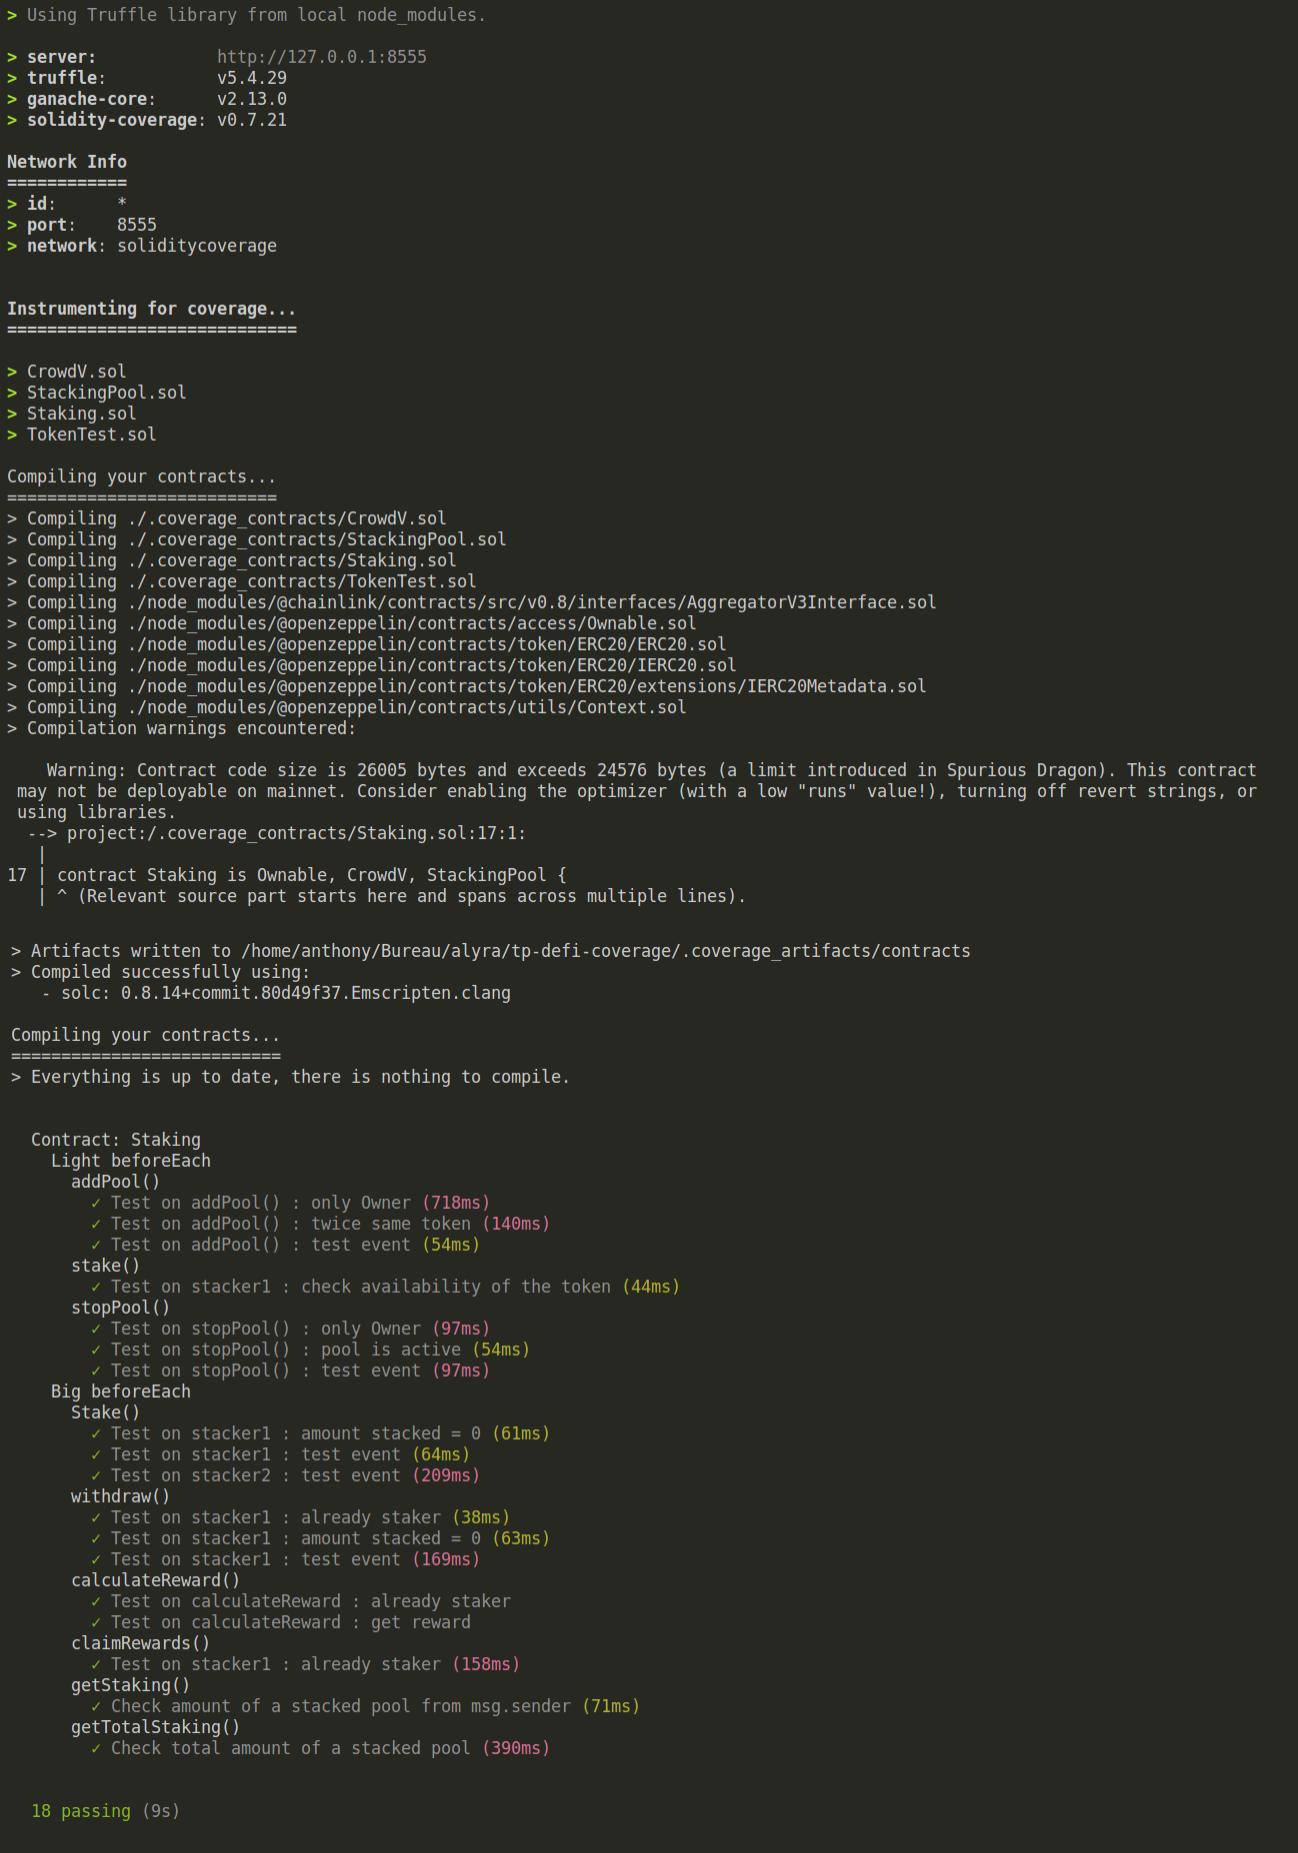 > Using Truffle library from local node_modules.
> server:            http://127.0.0.1:8555
> truffle:           v5.4.29
> ganache-core:      v2.13.0
> solidity-coverage: v0.7.21
Network Info
============
> id:      *
> port:    8555
> network: soliditycoverage
Instrumenting for coverage...
=============================
> CrowdV.sol
> StackingPool.sol
> Staking.sol
> TokenTest.sol
Compiling your contracts...
===========================
> Compiling ./.coverage_contracts/CrowdV.sol
> Compiling ./.coverage_contracts/StackingPool.sol
> Compiling ./.coverage_contracts/Staking.sol
> Compiling ./.coverage_contracts/TokenTest.sol
> Compiling ./node_modules/@chainlink/contracts/src/v0.8/interfaces/AggregatorV3Interface.sol
> Compiling ./node_modules/@openzeppelin/contracts/access/Ownable.sol
> Compiling ./node_modules/@openzeppelin/contracts/token/ERC20/ERC20.sol
> Compiling ./node_modules/@openzeppelin/contracts/token/ERC20/IERC20.sol
> Compiling ./node_modules/@openzeppelin/contracts/token/ERC20/extensions/IERC20Metadata.sol
> Compiling ./node_modules/@openzeppelin/contracts/utils/Context.sol
> Compilation warnings encountered:
    Warning: Contract code size is 26005 bytes and exceeds 24576 bytes (a limit introduced in Spurious Dragon). This contract
 may not be deployable on mainnet. Consider enabling the optimizer (with a low "runs" value!), turning off revert strings, or
 using libraries.
  --> project:/.coverage_contracts/Staking.sol:17:1:
   |
17 | contract Staking is Ownable, CrowdV, StackingPool {
   | ^ (Relevant source part starts here and spans across multiple lines).
> Artifacts written to /home/anthony/Bureau/alyra/tp-defi-coverage/.coverage_artifacts/contracts
> Compiled successfully using:
   - solc: 0.8.14+commit.80d49f37.Emscripten.clang
Compiling your contracts...
===========================
> Everything is up to date, there is nothing to compile.
  Contract: Staking
    Light beforeEach
      addPool()
        ✓ Test on addPool() : only Owner (718ms)
        ✓ Test on addPool() : twice same token (140ms)
        ✓ Test on addPool() : test event (54ms)
      stake()
        ✓ Test on stacker1 : check availability of the token (44ms)
      stopPool()
        ✓ Test on stopPool() : only Owner (97ms)
        ✓ Test on stopPool() : pool is active (54ms)
        ✓ Test on stopPool() : test event (97ms)
    Big beforeEach
      Stake()
        ✓ Test on stacker1 : amount stacked = 0 (61ms)
        ✓ Test on stacker1 : test event (64ms)
        ✓ Test on stacker2 : test event (209ms)
      withdraw()
        ✓ Test on stacker1 : already staker (38ms)
        ✓ Test on stacker1 : amount stacked = 0 (63ms)
        ✓ Test on stacker1 : test event (169ms)
      calculateReward()
        ✓ Test on calculateReward : already staker
        ✓ Test on calculateReward : get reward
      claimRewards()
        ✓ Test on stacker1 : already staker (158ms)
      getStaking()
        ✓ Check amount of a stacked pool from msg.sender (71ms)
      getTotalStaking()
        ✓ Check total amount of a stacked pool (390ms)
  18 passing (9s)